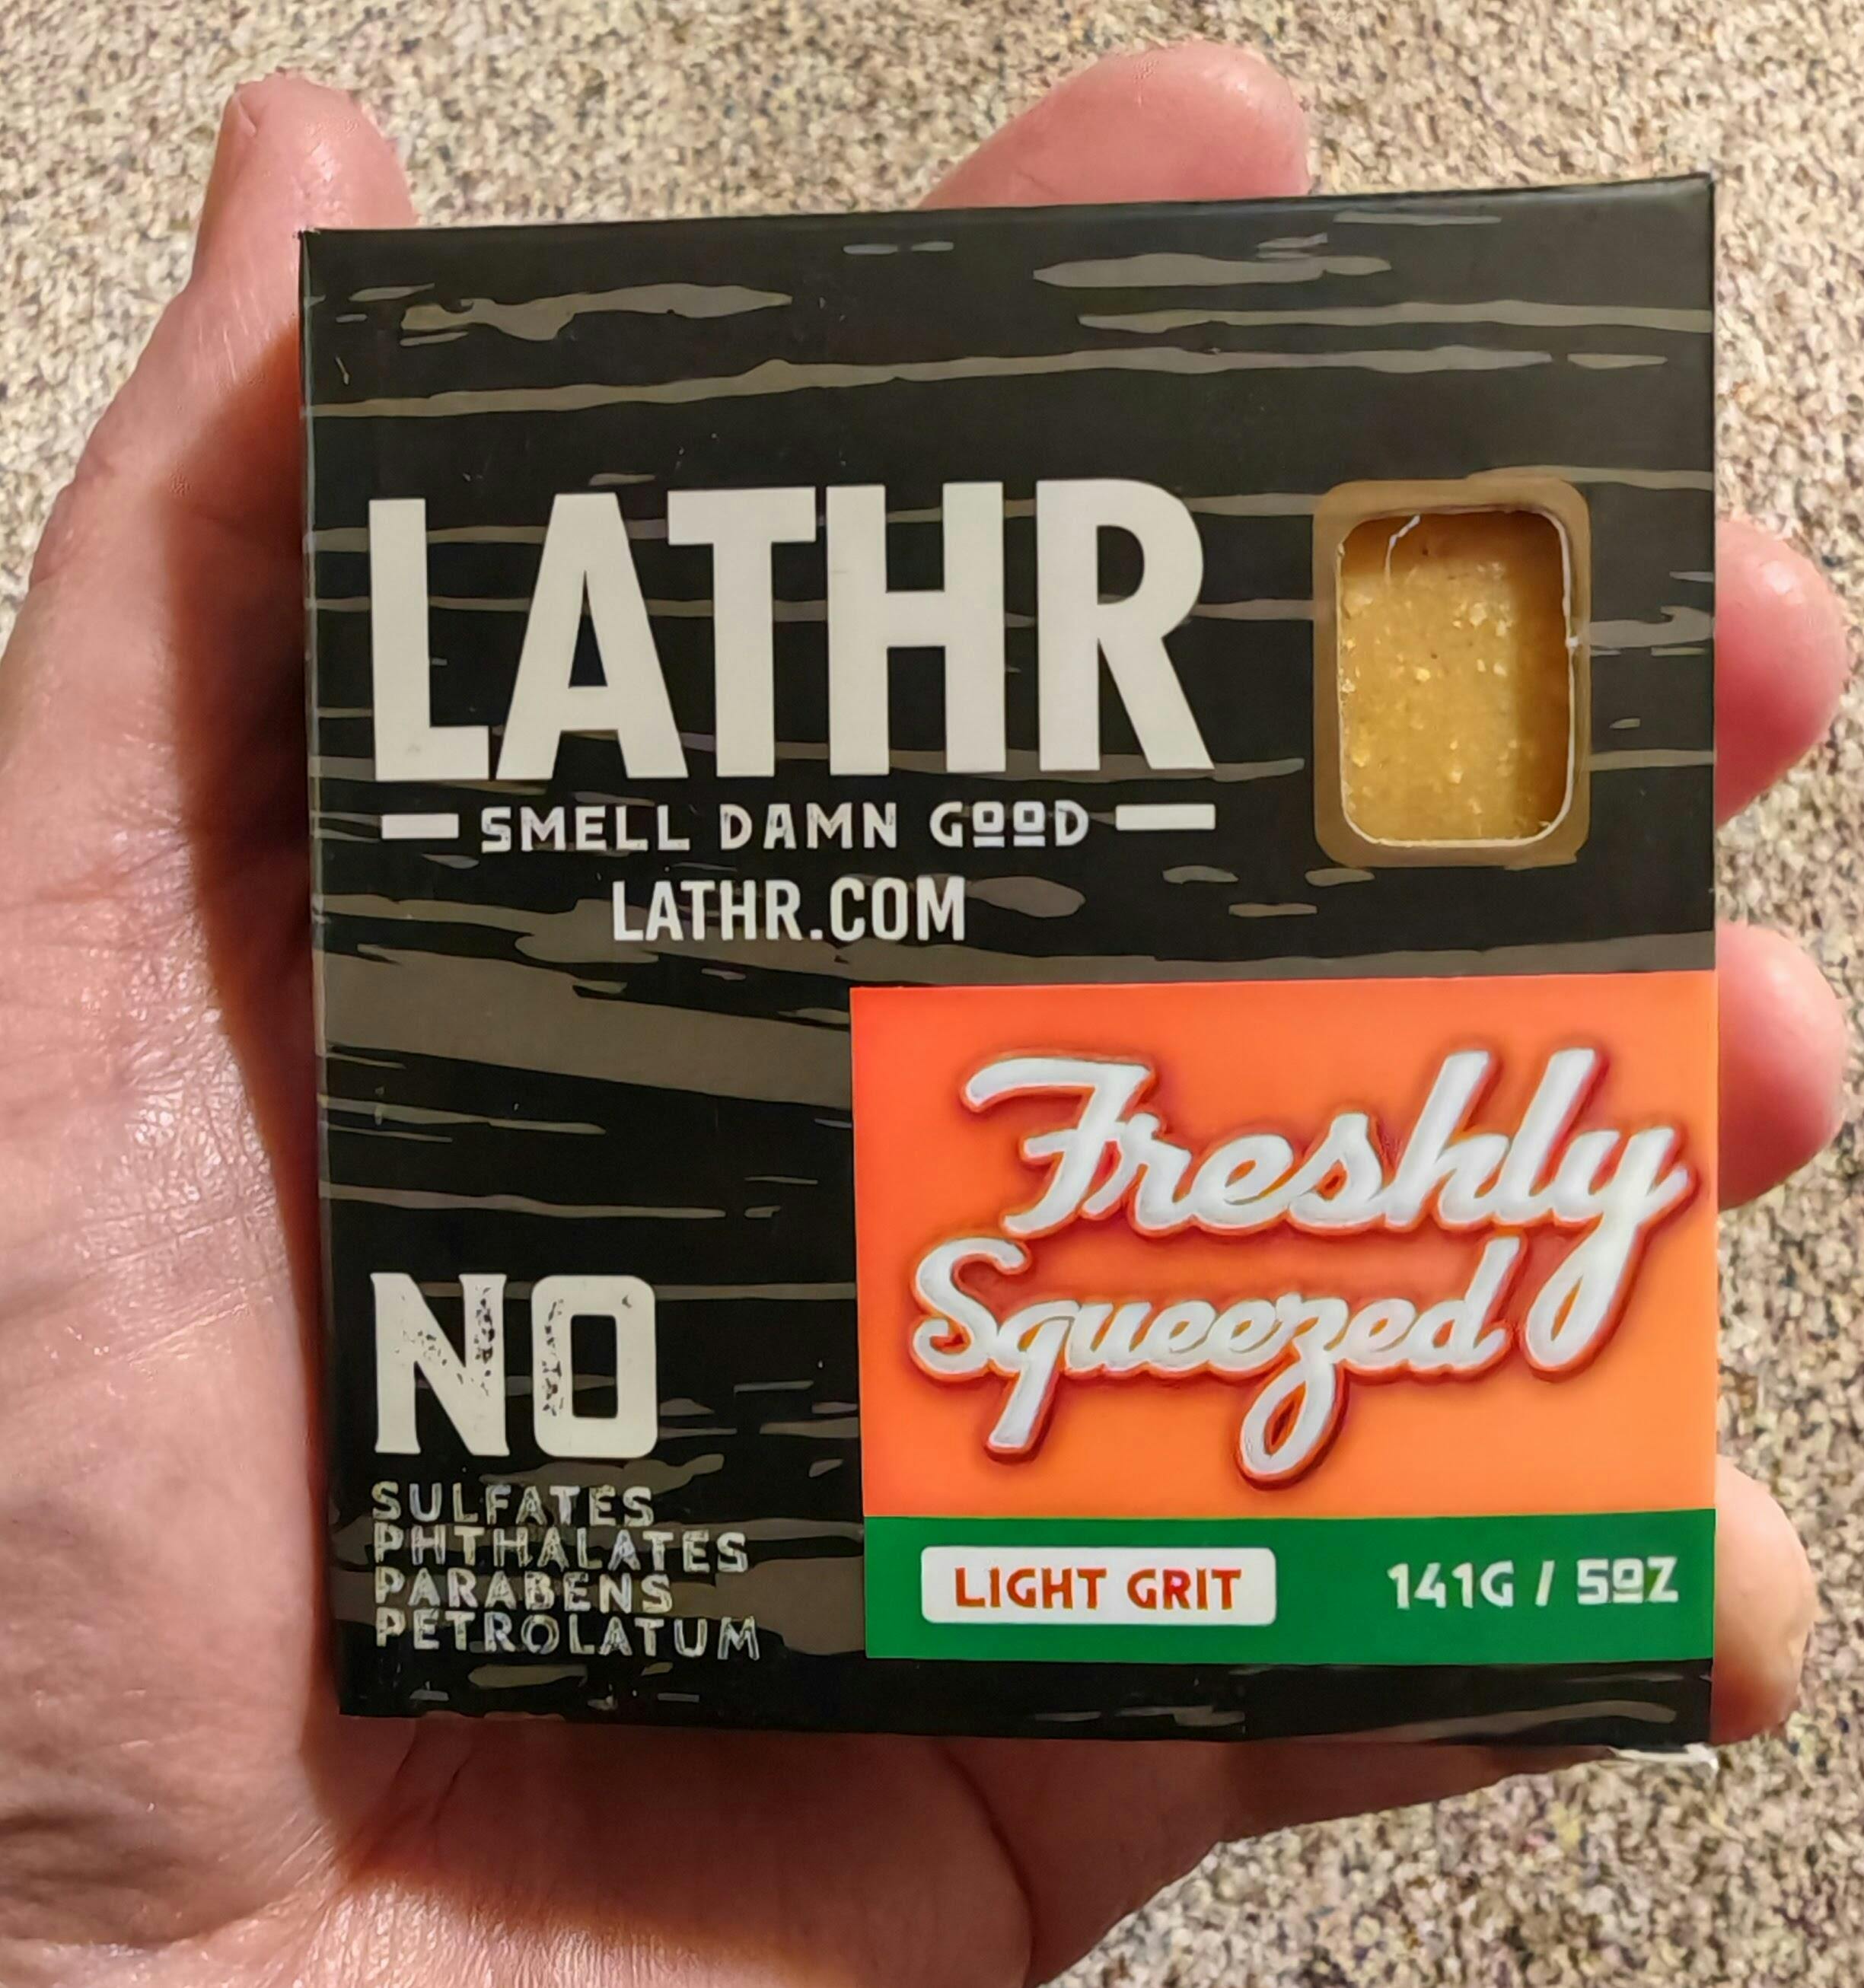 LATHR
SMELL DAMN GOOD
LATHR.COM
Freshly
Squeezed
NO
SULFATES
PHTHALATES
PARABENS
PETROLATUM
LIGHT GRIT
141G / 5OZ